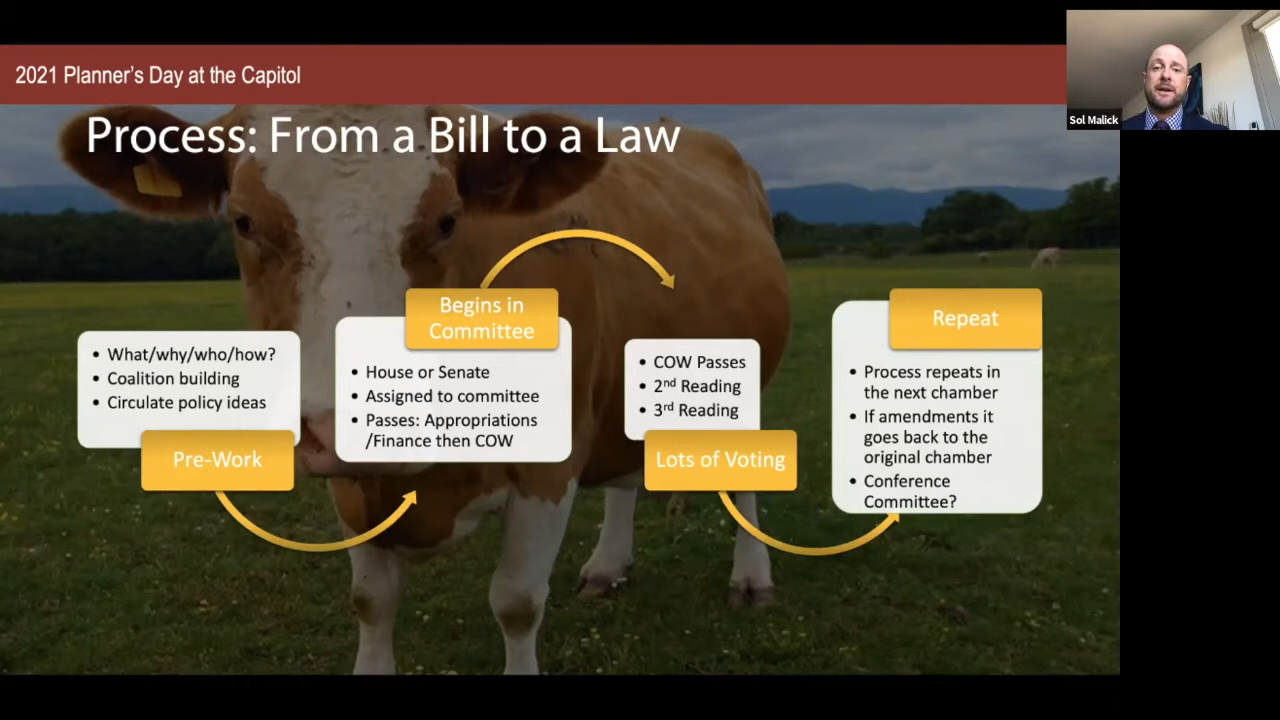 2021 Planner's Day at the Capitol
Sol Malick
Process: From a Bill to a Law
• What/why/who/how?
• Coalition building
• Circulate policy ideas
Pre-Work
Begins in
Committee
• House or Senate
• Assigned to committee
• Passes: Appropriations
/Finance then COW
• COW Passes
• 2nd Reading
• 3rd Reading
Lots of Voting
Repeat
• Process repeats in
the next chamber
• If amendments it
goes back to the
original chamber
• Conference
Committee?